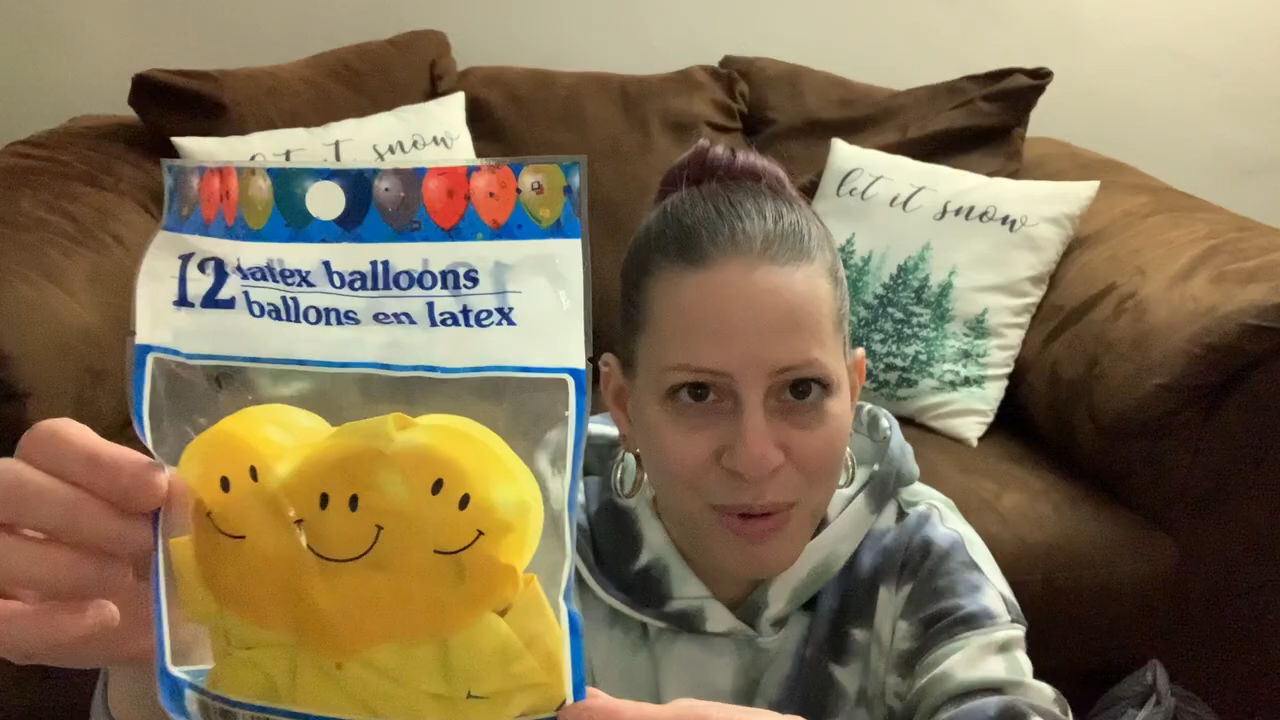 let it snow
12 latex balloons
ballons en latex
let it snow